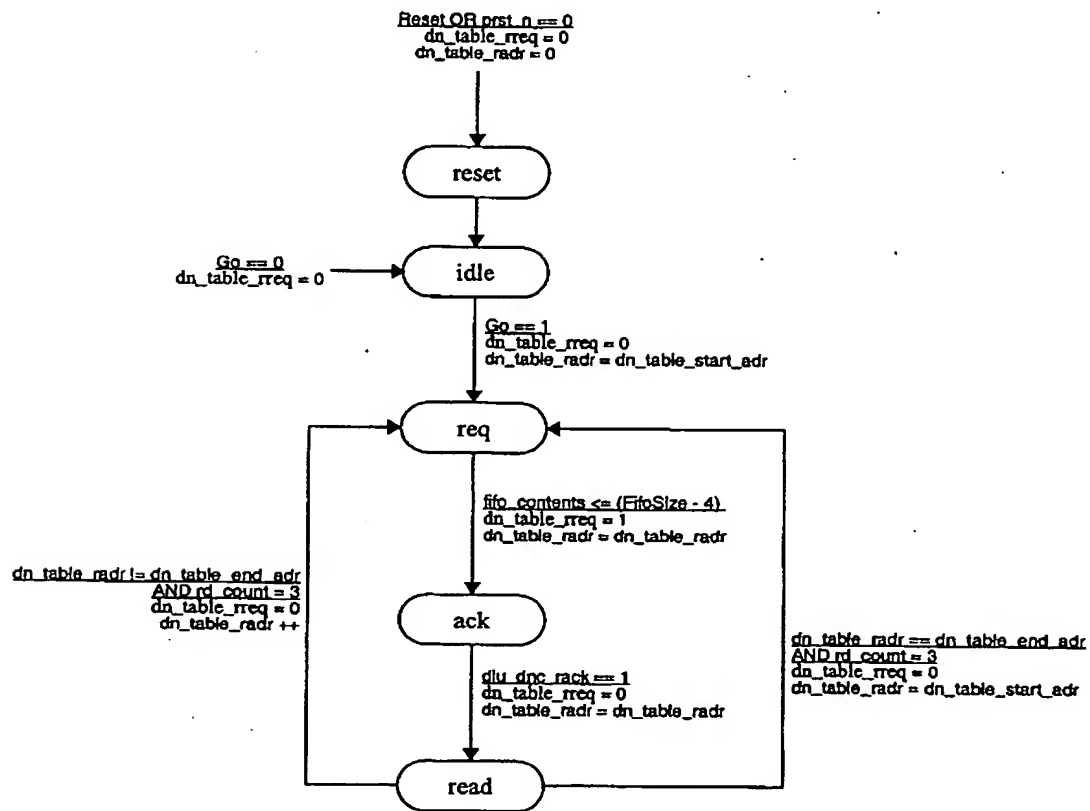 Reset OR prst_n == 0
dn_table_rreq = 0
dn_table_radr = 0
reset
Go == 0
dn_table_rreq = 0
idle
Go == 1
dn_table_rreq = 0
dn_table_radr = dn_table_start_adr
req
fifo_contents <= (FifoSize - 4)
dn_table_rreq = 1
dn_table_radr = dn_table_radr
dn_table_radr != dn_table_end_adr
AND rd_count = 3
dn_table_rreq = 0
dn_table_radr ++
ack
dn_table_radr == dn_table_end_adr
AND rd_count = 3
dn_table_rreq = 0
dn_table_radr = dn_table_start_adr
diu_dnc_rack == 1
dn_table_rreq = 0
dn_table_radr = dn_table_radr
read